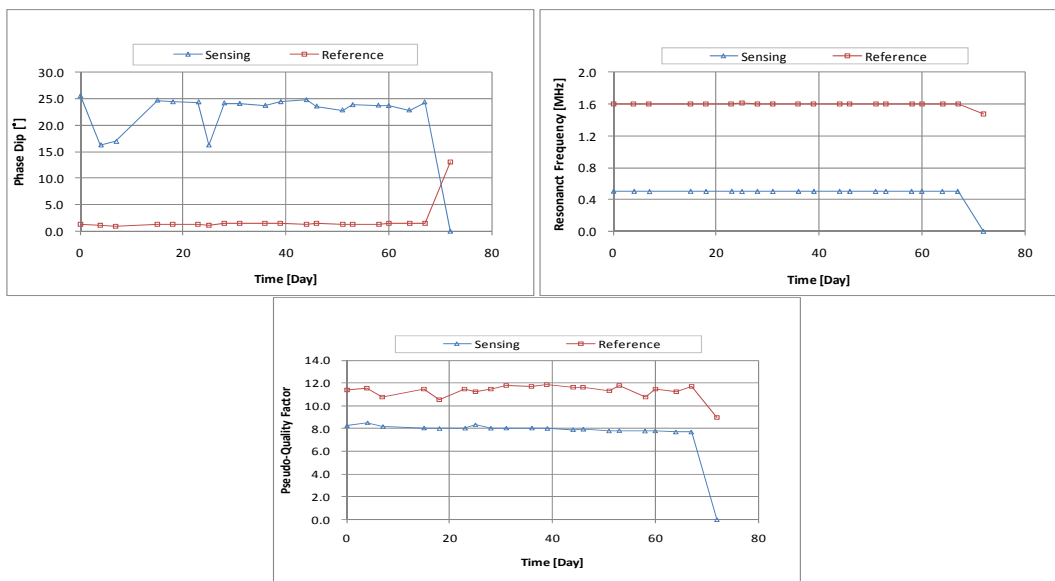 Sensing Reference
30.0
25.0
20.0
15.0
10.0
5.0
0.0
Phase Dip [°]
0 20 40 60 80
Time [Day]
Sensing Reference
2.0
1.6
1.2
0.8
0.4
0.0
Resonanct Frequency [MHz]
0 20 40 60 80
Time [Day]
Sensing Reference
14.0
12.0
10.0
8.0
6.0
4.0
2.0
0.0
Pseudo-Quality Factor
0 20 40 60 80
Time [Day]